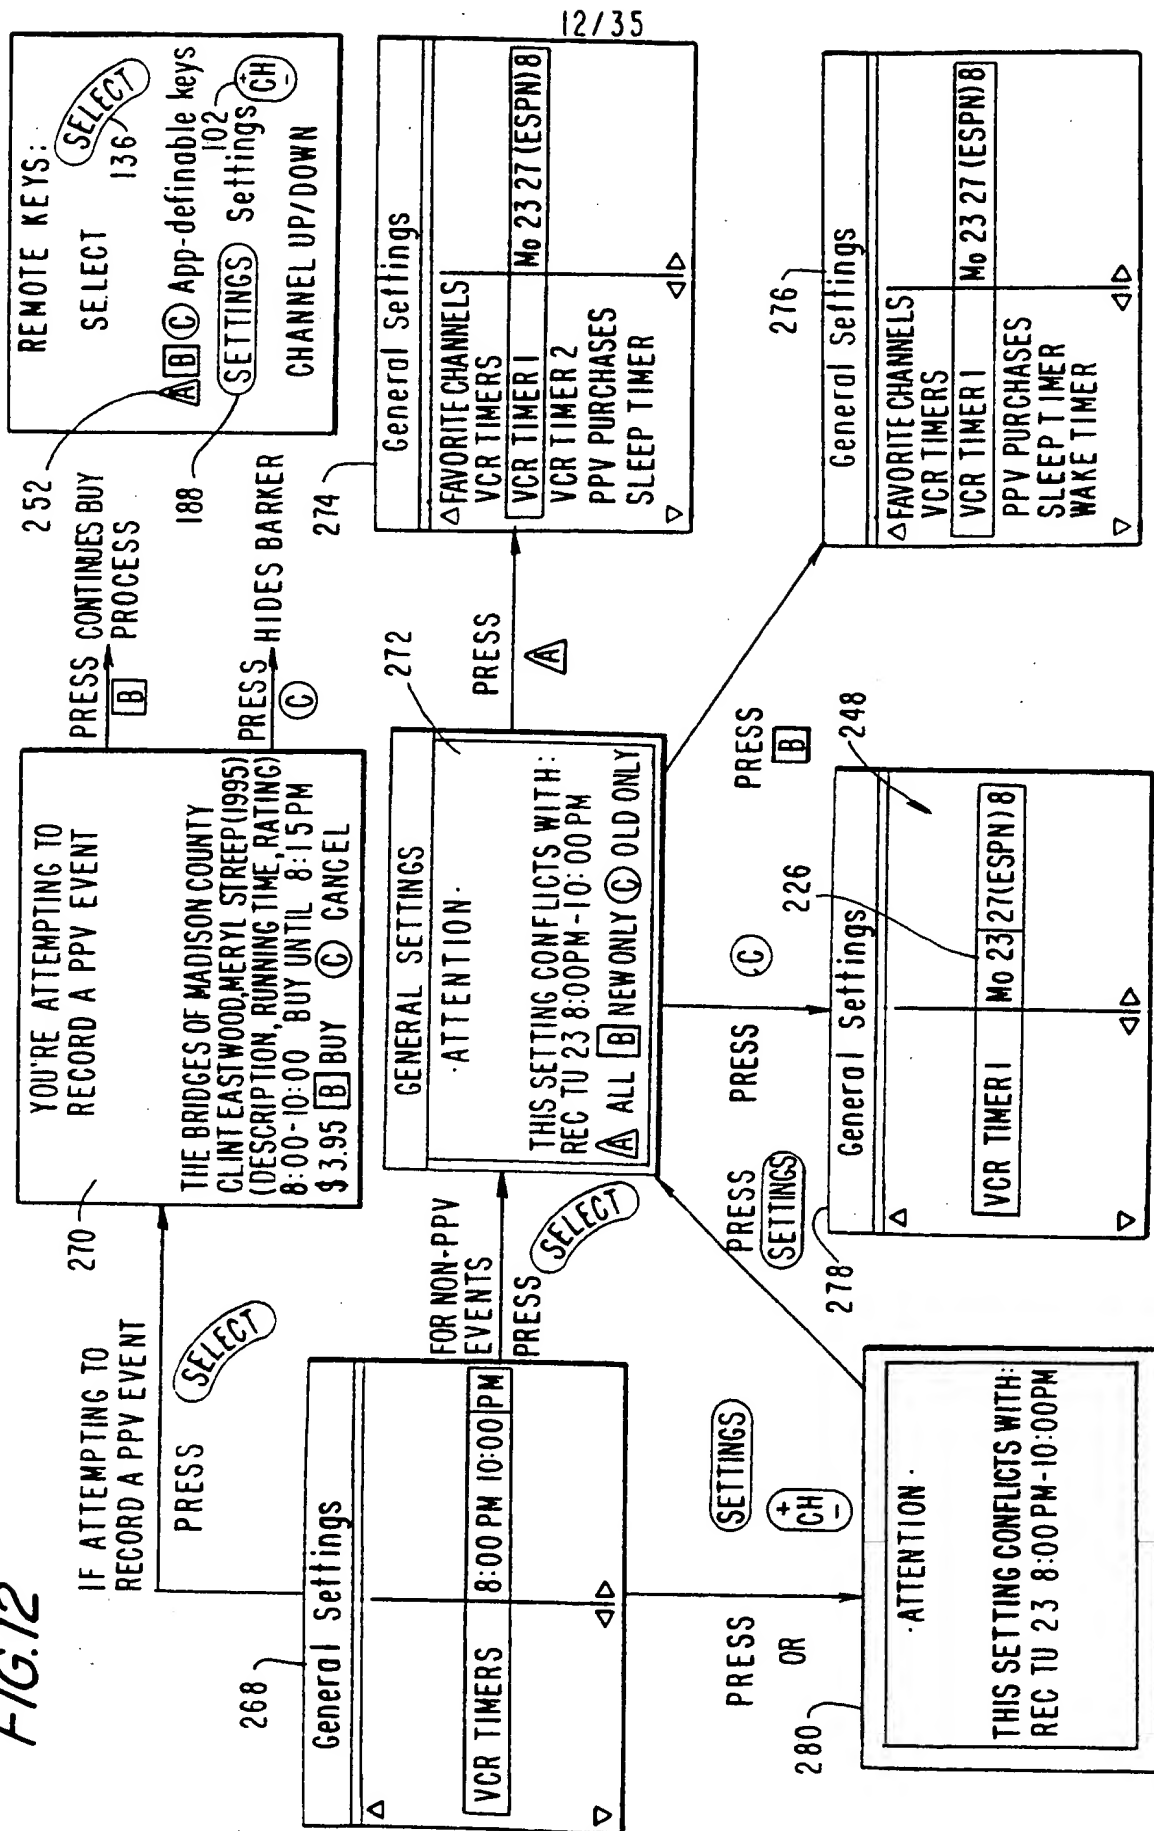 12/35
FIG.12
IF ATTEMPTING TO
RECORD A PPV EVENT
PRESS
SELECT
270
YOU'RE ATTEMPTING TO
RECORD A PPV EVENT
THE BRIDGES OF MADISON COUNTY
CLINT EASTWOOD,MERYL STREEP(1995)
(DESCRIPTION, RUNNING TIME, RATING)
8:00-10:00 BUY UNTIL 8:15PM
$3.95 B BUY C CANCEL
PRESS CONTINUES BUY
B PROCESS
PRESS HIDES BARKER
C
REMOTE KEYS:
SELECT SELECT
136
252
A B C App-definable keys
102
188
SETTINGS Settings
+
CH
-
CHANNEL UP/DOWN
268
General Settings
VCR TIMERS 8:00PM 10:00 PM
FOR NON-PPV
EVENTS
PRESS
SELECT
272
GENERAL SETTINGS
·ATTENTION·
THIS SETTING CONFLICTS WITH:
REC TU 23 8:00PM-10:00PM
A ALL B NEW ONLY C OLD ONLY
PRESS
A
274
General Settings
FAVORITE CHANNELS
VCR TIMERS
VCR TIMER 1 Mo 23 27 (ESPN) 8
VCR TIMER 2
PPV PURCHASES
SLEEP TIMER
PRESS
OR
SETTINGS
+
CH
-
280
·ATTENTION·
THIS SETTING CONFLICTS WITH:
REC TU 23 8:00PM-10:00PM
PRESS
SETTINGS
PRESS
C
278
General Settings
226
248
VCR TIMER 1 Mo 23 27(ESPN)8
PRESS
B
276
General Settings
FAVORITE CHANNELS
VCR TIMERS
VCR TIMER 1 Mo 23 27 (ESPN) 8
PPV PURCHASES
SLEEP TIMER
WAKE TIMER